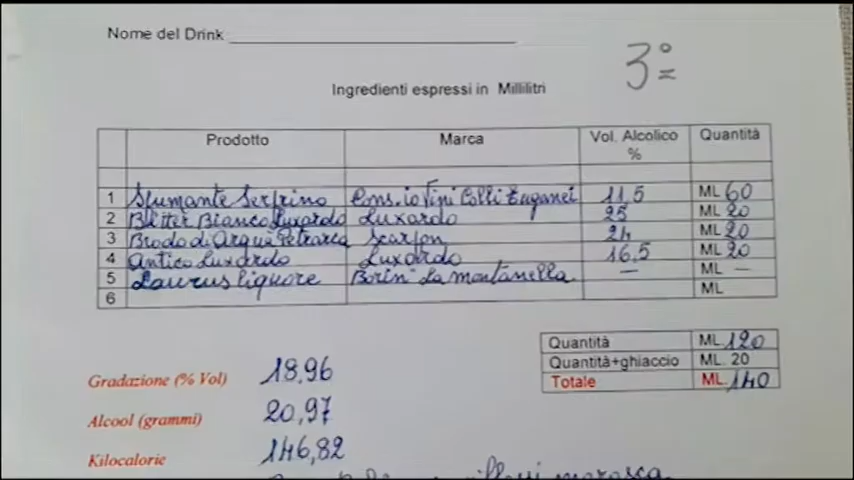 Nome del Drink
3°=
Ingredienti espressi in Millilitri
Prodotto Marca Vol. Alcolico % Quantità
1 Spumante Serprino Cons.io Vini Colli Euganei 11,5 ML 60
2 Bitter Bianco Luxardo Luxardo 25 ML 20
3 Brodo di Arquà Petrarca Scarpon 24 ML 20
4 Antico Luxardo Luxardo 16,5 ML 20
5 Laurus liquore Borin "La montanella ― ML ―
6 ML
Quantità ML 120
Quantità+ghiaccio ML. 20
Totale ML. 140
Gradazione (% Vol) 18,96
Alcool (grammi) 20,97
Kilocalorie 146,82
marasca